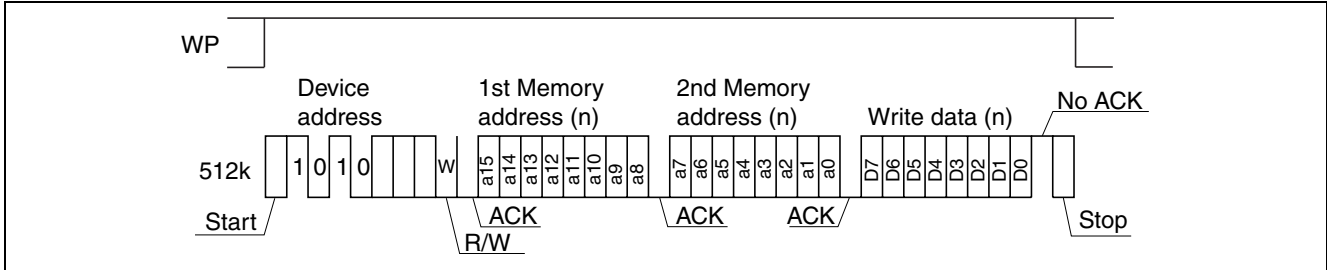 WP
Device address
1st Memory address (n)
2nd Memory address (n)
Write data (n)
No ACK
512k
1 0 1 0
W
a15 a14 a13 a12 a11 a10 a9 a8
a7 a6 a5 a4 a3 a2 a1 a0
D7 D6 D5 D4 D3 D2 D1 D0
Start
R/W
ACK
ACK
ACK
Stop